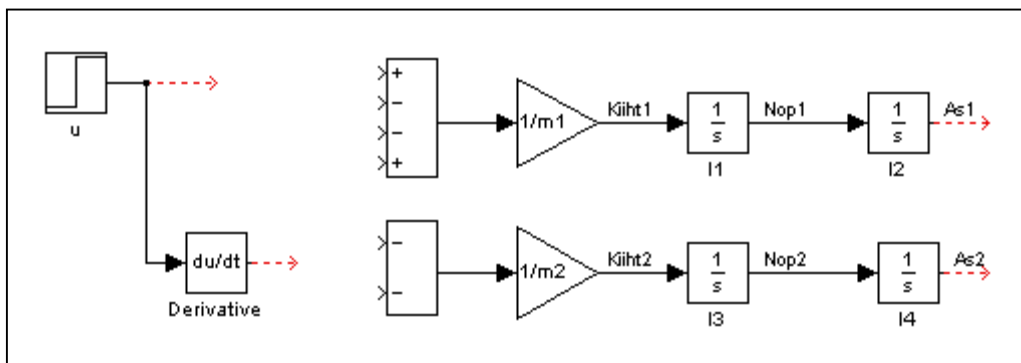 u
du/dt
Derivative
+
−
−
+
1/m1
Kiiht1
1
s
I1
Nop1
1
s
I2
As1
−
−
1/m2
Kiiht2
1
s
I3
Nop2
1
s
I4
As2